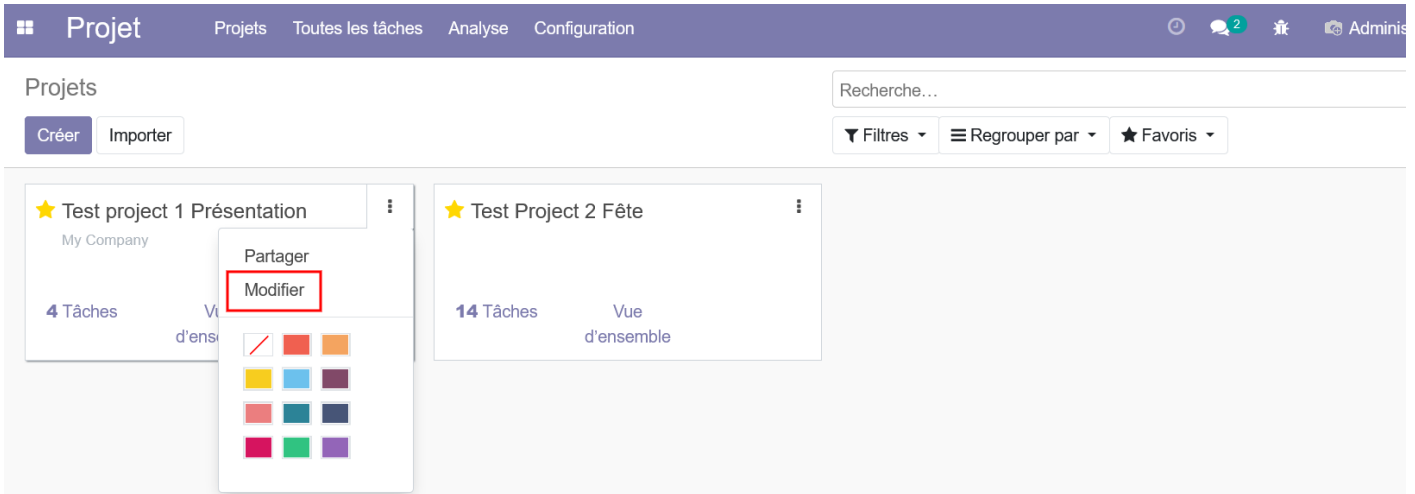 Projet Projets Toutes les tâches Analyse Configuration 2 Adminis
Projets
Recherche...
Créer Importer
Filtres Regrouper par Favoris
Test project 1 Présentation
My Company
Partager
Modifier
4 Tâches
Vu
d'ens
Test Project 2 Fête
14 Tâches
Vue
d'ensemble